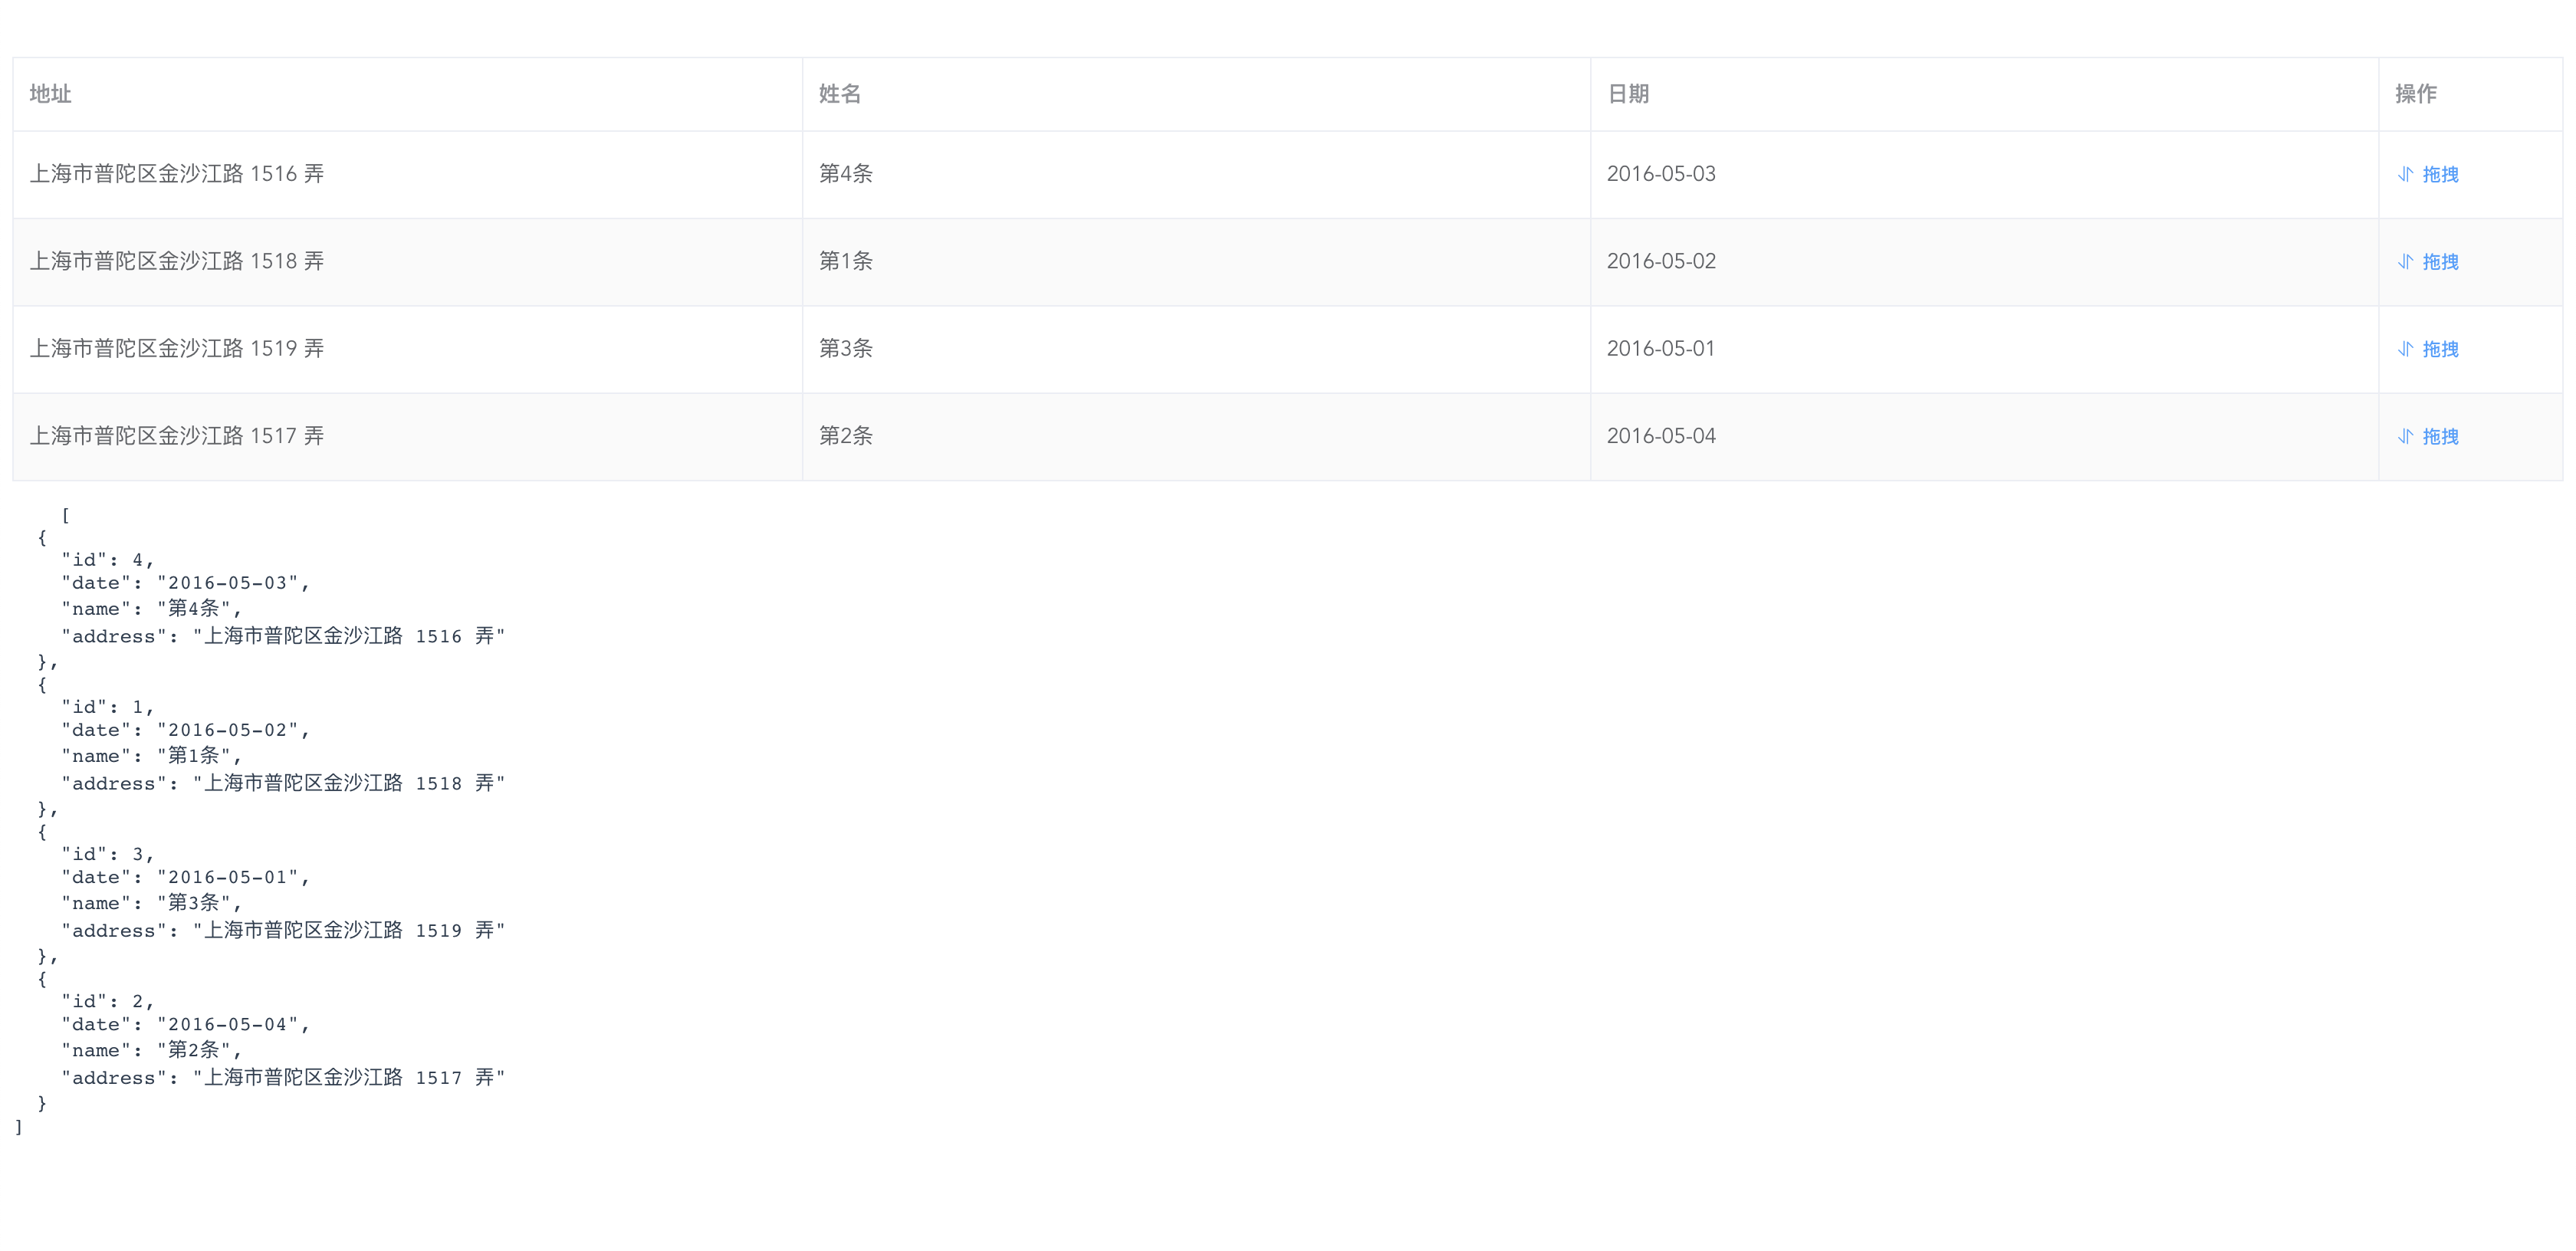 地址 姓名 日期 操作
上海市普陀区金沙江路 1516 弄 第4条 2016-05-03 拖拽
上海市普陀区金沙江路 1518 弄 第1条 2016-05-02 拖拽
上海市普陀区金沙江路 1519 弄 第3条 2016-05-01 拖拽
上海市普陀区金沙江路 1517 弄 第2条 2016-05-04 拖拽
[
{
"id": 4,
"date": "2016-05-03",
"name": "第4条",
"address": "上海市普陀区金沙江路 1516 弄"
},
{
"id": 1,
"date": "2016-05-02",
"name": "第1条",
"address": "上海市普陀区金沙江路 1518 弄"
},
{
"id": 3,
"date": "2016-05-01",
"name": "第3条",
"address": "上海市普陀区金沙江路 1519 弄"
},
{
"id": 2,
"date": "2016-05-04",
"name": "第2条",
"address": "上海市普陀区金沙江路 1517 弄"
}
]